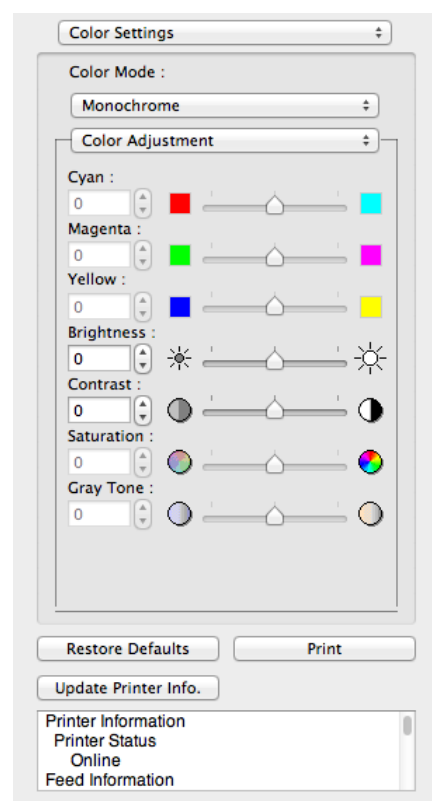 Color Settings
Color Mode :
Monochrome
Color Adjustment
Cyan :
0
Magenta :
0
Yellow :
0
Brightness :
0
Contrast :
0
Saturation :
0
Gray Tone :
0
Restore Defaults Print
Update Printer Info.
Printer Information
Printer Status
Online
Feed Information